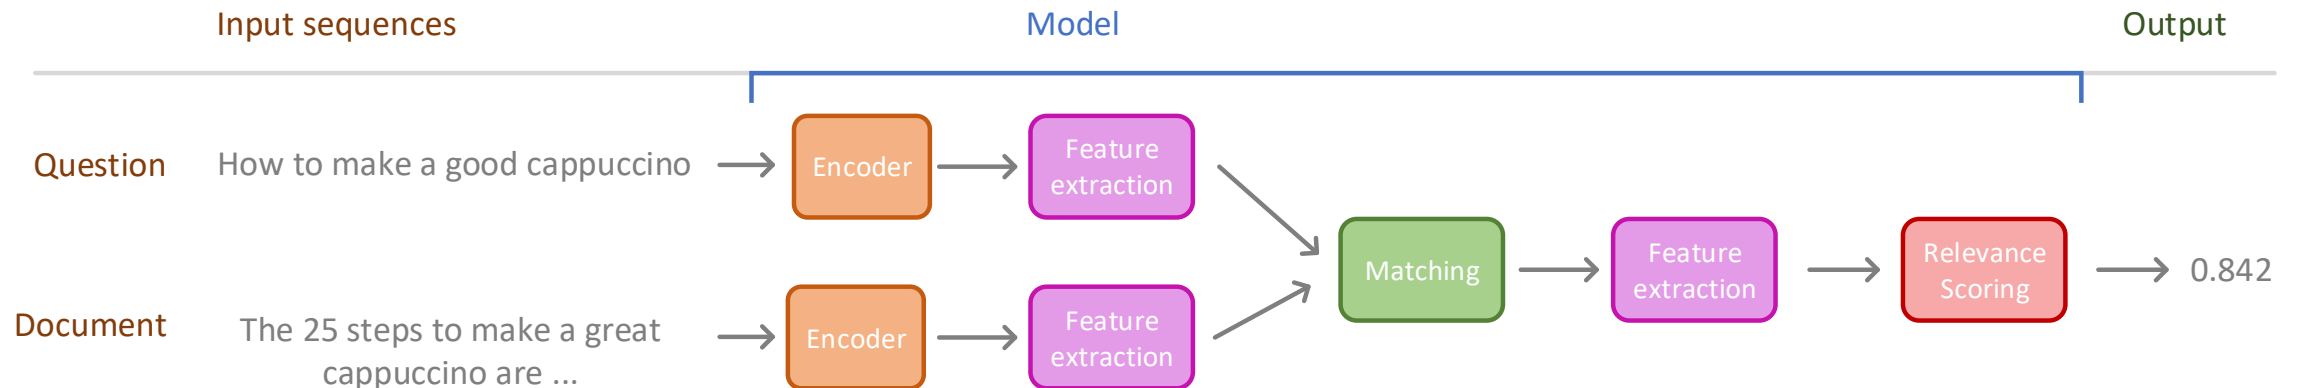 Input sequences
Model
Output
Question
How to make a good cappuccino
Encoder
Feature
extraction
Document
The 25 steps to make a great
cappuccino are ...
Encoder
Feature
extraction
Matching
Feature
extraction
Relevance
Scoring
0.842